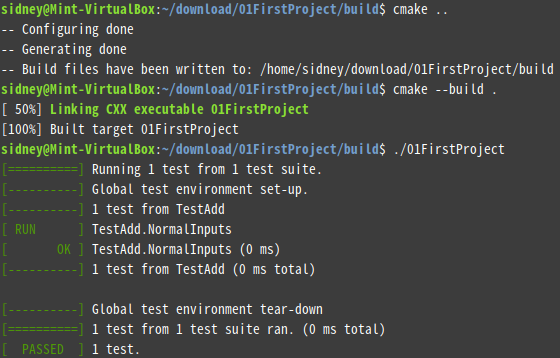 sidney@Mint-VirtualBox:~/download/01FirstProject/build$ cmake ..
-- Configuring done
-- Generating done
-- Build files have been written to: /home/sidney/download/01FirstProject/build
sidney@Mint-VirtualBox:~/download/01FirstProject/build$ cmake --build .
[ 50%] Linking CXX executable 01FirstProject
[100%] Built target 01FirstProject
sidney@Mint-VirtualBox:~/download/01FirstProject/build$ ./01FirstProject
[==========] Running 1 test from 1 test suite.
[----------] Global test environment set-up.
[----------] 1 test from TestAdd
[ RUN      ] TestAdd.NormalInputs
[       OK ] TestAdd.NormalInputs (0 ms)
[----------] 1 test from TestAdd (0 ms total)
[----------] Global test environment tear-down
[==========] 1 test from 1 test suite ran. (0 ms total)
[  PASSED  ] 1 test.